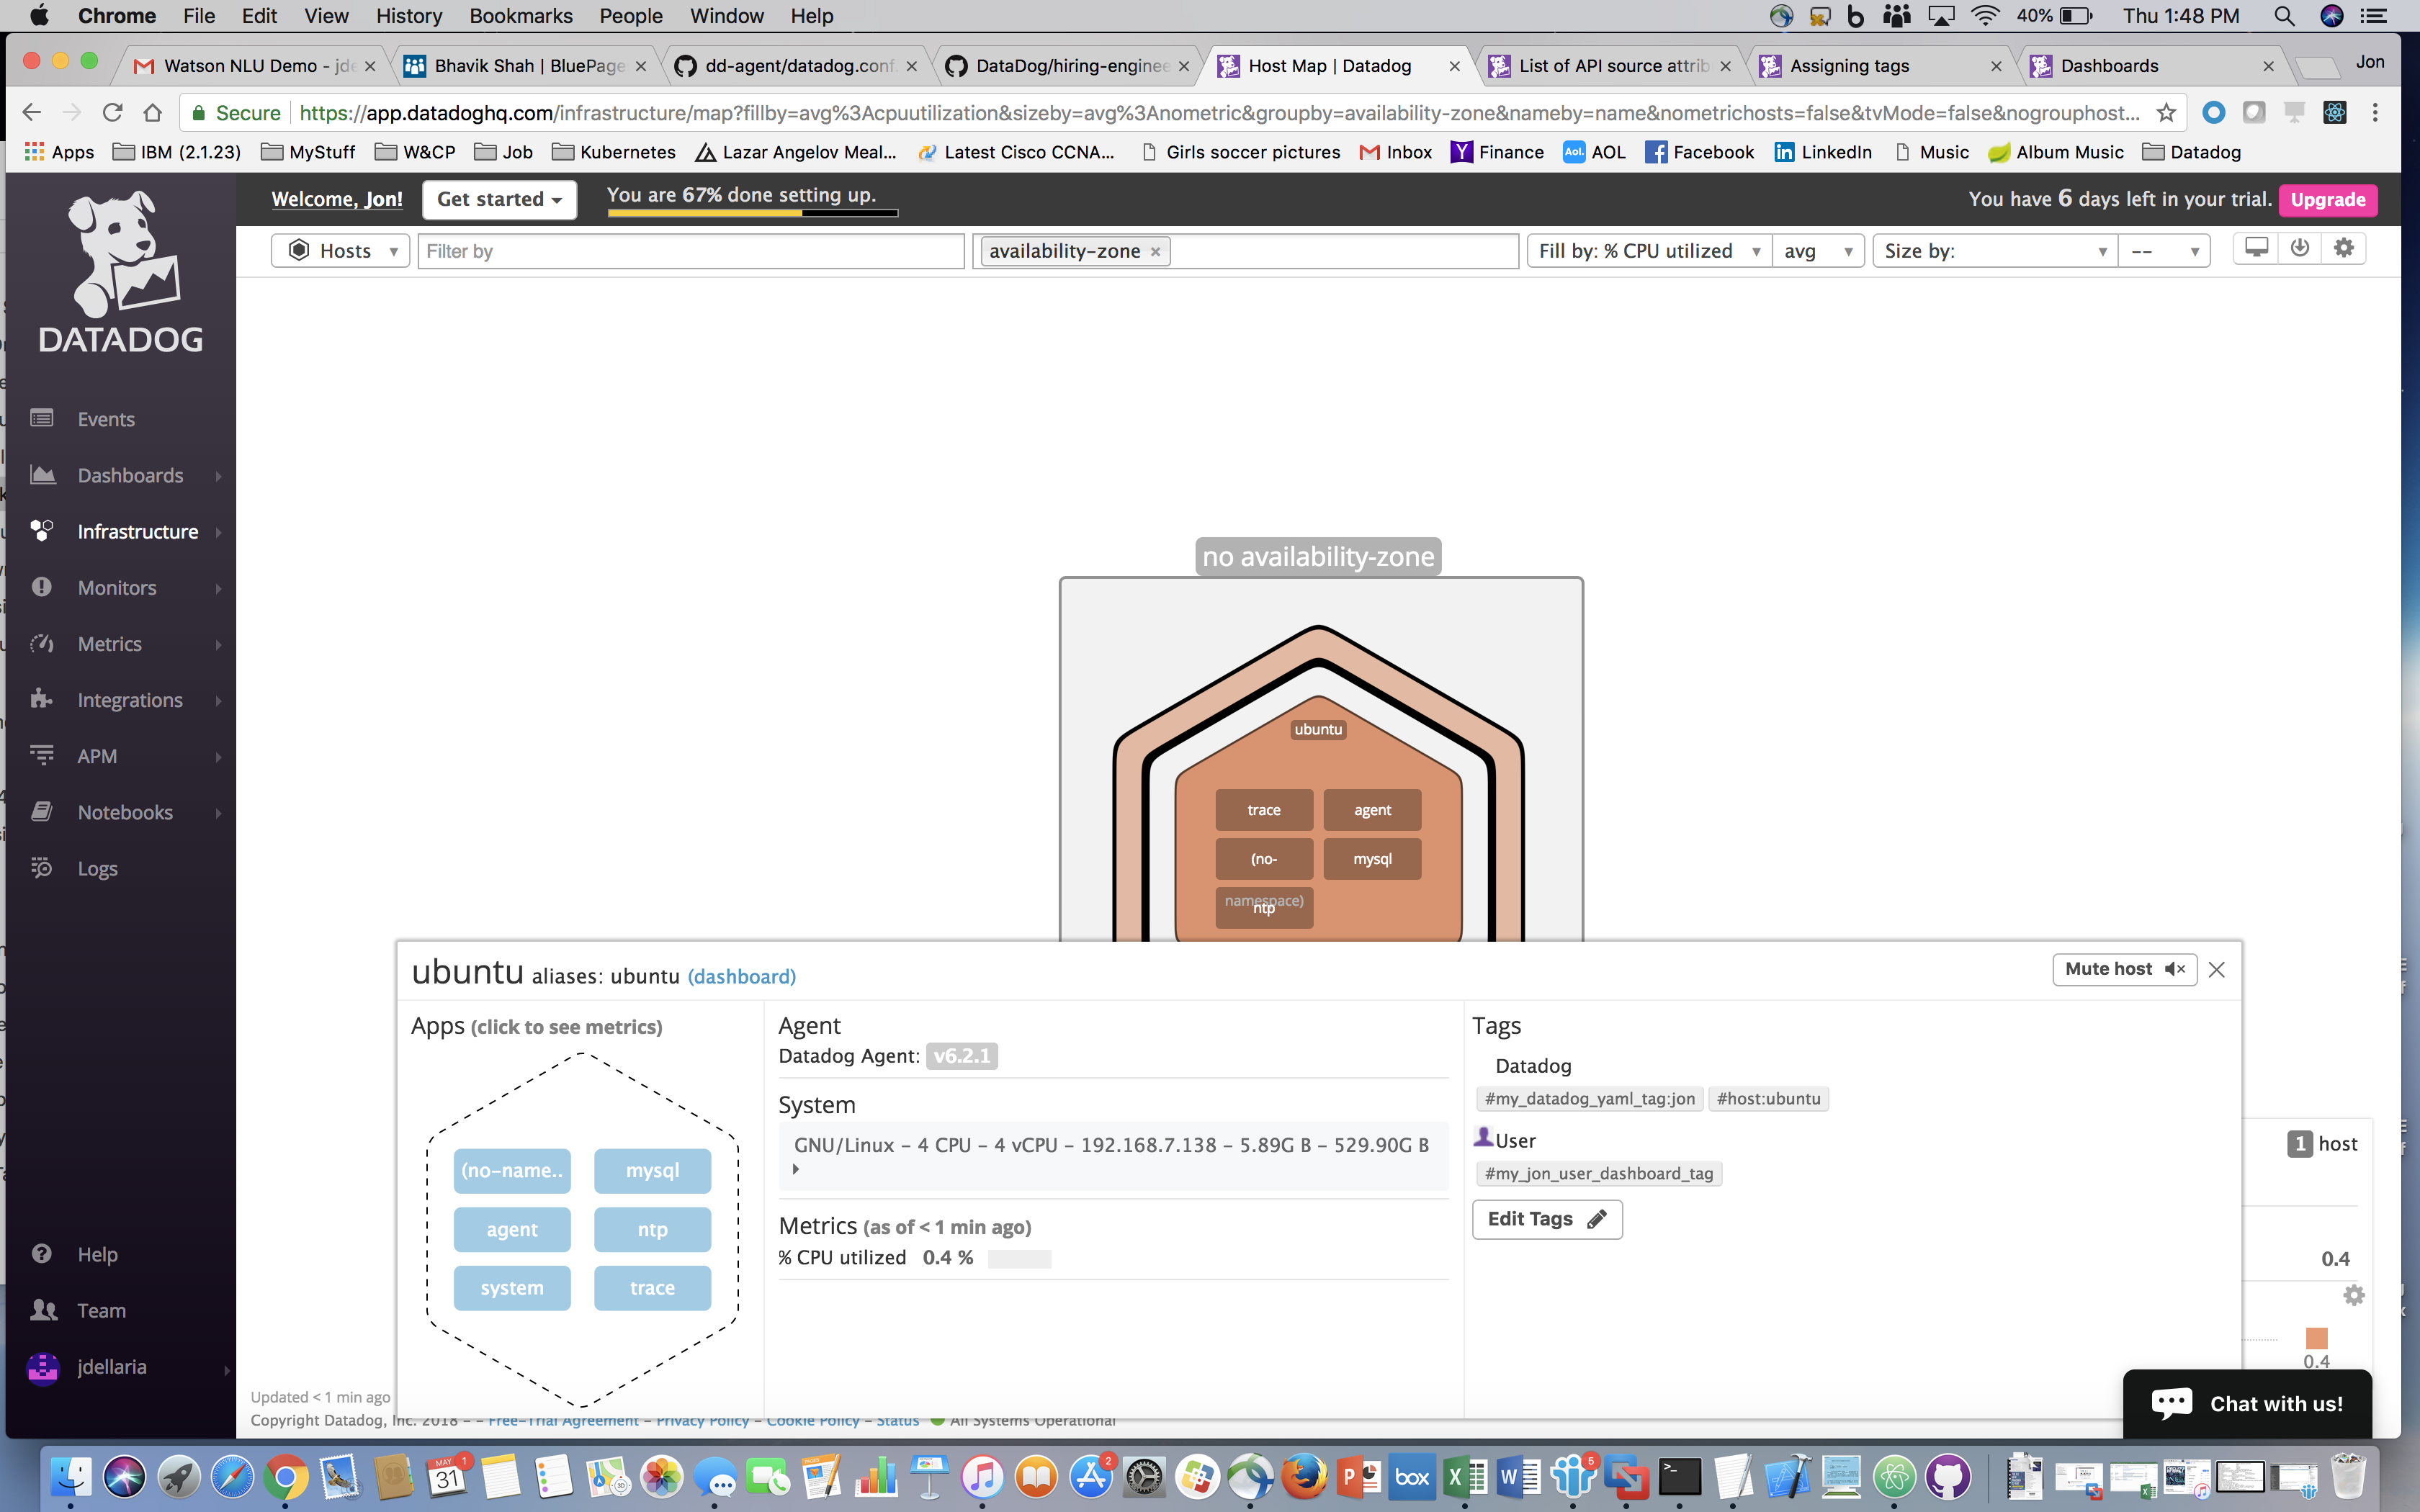 Chrome File Edit View History Bookmarks People Window Help 40% Thu 1:48 PM
Watson NLU Demo - jde
Bhavik Shah | BluePage
dd-agent/datadog.conf.
DataDog/hiring-enginee
Host Map | Datadog
List of API source attrib
Assigning tags
Dashboards
Jon
Secure https://app.datadoghq.com/infrastructure/map?fillby=avg%3Acpuutilization&sizeby=avg%3Anometric&groupby=availability-zone&nameby=name&nometrichosts=false&tvMode=false&nogrouphost...
Apps IBM (2.1.23) MyStuff W&CP Job Kubernetes Lazar Angelov Meal... Latest Cisco CCNA... Girls soccer pictures Inbox Finance Aol. AOL Facebook LinkedIn Music Album Music Datadog
DATADOG
Welcome, Jon!
Get started
You are 67% done setting up.
You have 6 days left in your trial.
Upgrade
Hosts
Filter by
availability-zone ×
Fill by: % CPU utilized
avg
Size by:
--
Events
Dashboards
Infrastructure
Monitors
Metrics
Integrations
APM
Notebooks
Logs
Help
Team
jdellaria
no availability-zone
ubuntu
trace agent
(no-namespace) mysql
ntp
ubuntu aliases: ubuntu (dashboard)
Mute host
Apps (click to see metrics)
(no-name.. mysql
agent ntp
system trace
Agent
Datadog Agent: v6.2.1
System
GNU/Linux - 4 CPU - 4 vCPU - 192.168.7.138 - 5.89G B - 529.90G B
Metrics (as of < 1 min ago)
% CPU utilized 0.4 %
Tags
Datadog
#my_datadog_yaml_tag:jon #host:ubuntu
User
#my_jon_user_dashboard_tag
Edit Tags
1 host
0.4
0.4
Updated < 1 min ago
Copyright Datadog, Inc. 2018 - - Free-Trial Agreement - Privacy Policy - Cookie Policy - Status All Systems Operational
Chat with us!
MAY
31
1
2
box
5